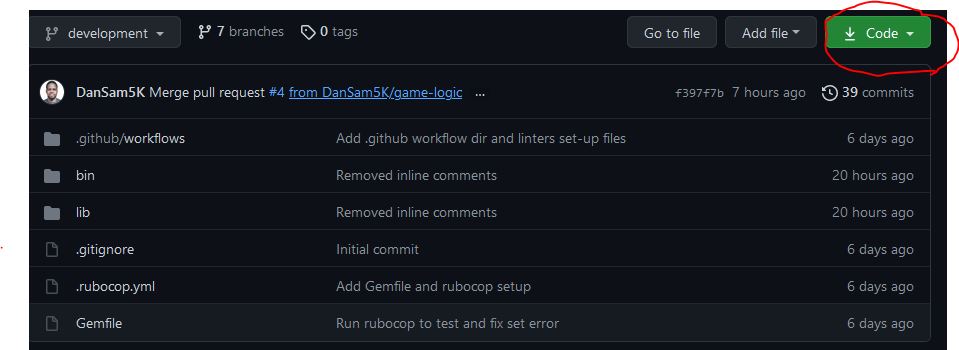 development 7 branches 0 tags Go to file Add file Code
DanSam5K Merge pull request #4 from DanSam5K/game-logic ... f397f7b 7 hours ago 39 commits
.github/workflows Add .github workflow dir and linters set-up files 6 days ago
bin Removed inline comments 20 hours ago
lib Removed inline comments 20 hours ago
.gitignore Initial commit 6 days ago
.rubocop.yml Add Gemfile and rubocop setup 6 days ago
Gemfile Run rubocop to test and fix set error 6 days ago